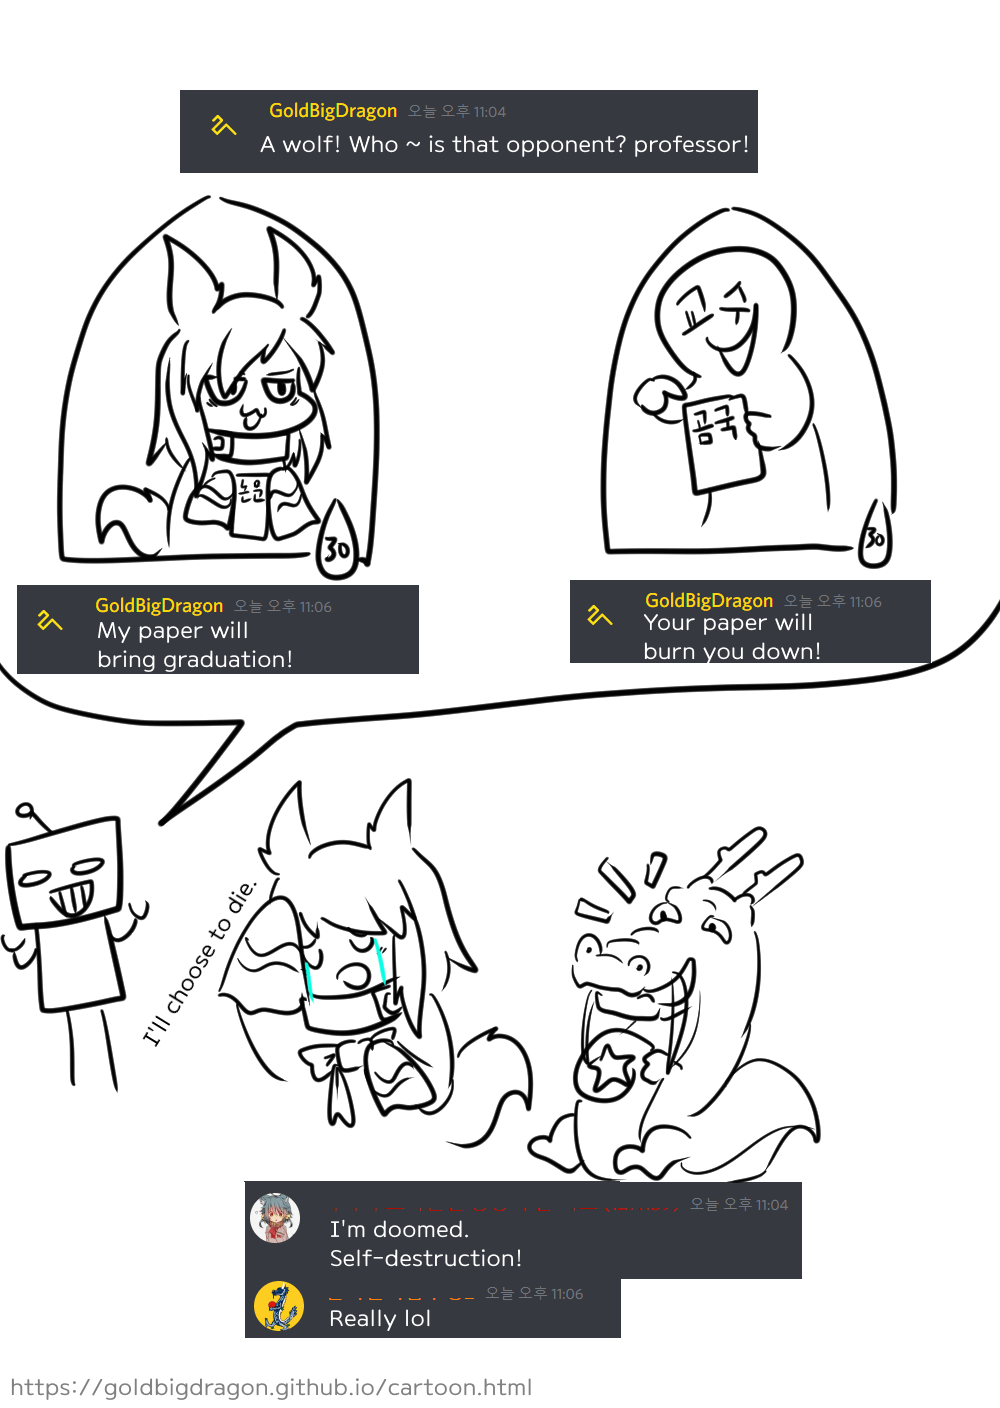 GoldBigDragon 오늘 오후 11:04
A wolf! Who ~ is that opponent? professor!
교수
논문
곰국
30
30
GoldBigDragon 오늘 오후 11:06
My paper will
bring graduation!
GoldBigDragon 오늘 오후 11:06
Your paper will
burn you down!
I'll choose to die.
오늘 오후 11:04
I'm doomed.
Self-destruction!
오늘 오후 11:06
Really lol
https://goldbigdragon.github.io/cartoon.html